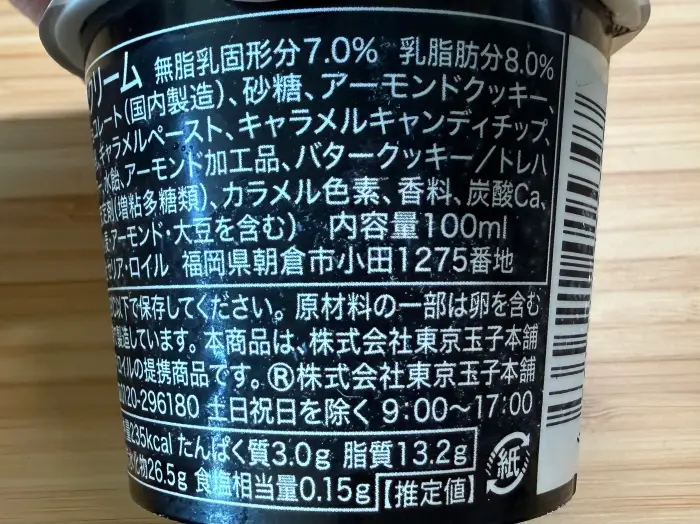 リーム 無脂乳固形分7.0% 乳脂肪分8.0%
コレート(国内製造)、砂糖、アーモンドクッキー、
キャラメルペースト、キャラメルキャンディチップ、
水飴、アーモンド加工品、バタークッキー/トレハ
定剤(増粘多糖類)、カラメル色素、香料、炭酸Ca、
・アーモンド・大豆を含む) 内容量100ml
セリア・ロイル 福岡県朝倉市小田1275番地
℃以下で保存してください。原材料の一部は卵を含む
製造しています。本商品は、株式会社東京玉子本舗
イルの提携商品です。®株式会社東京玉子本舗
0120-296180 土日祝日を除く 9:00〜17:00
235kcal たんぱく質3.0g 脂質13.2g
化物26.5g 食塩相当量0.15g 【推定値】
紙